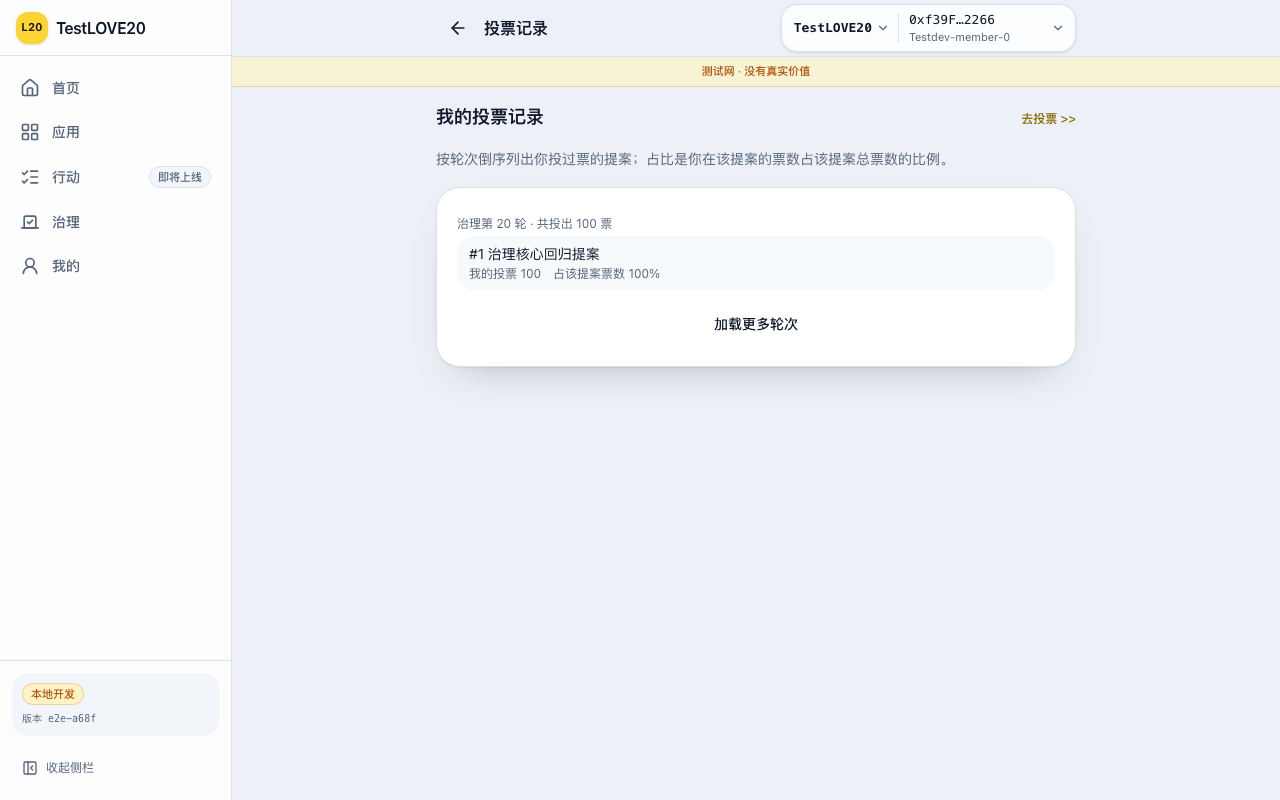 L20 TestLOVE20
首页
应用
行动 即将上线
治理
我的
本地开发
版本 e2e-a68f
收起侧栏
投票记录
TestLOVE20
0xf39F…2266
Testdev-member-0
测试网 · 没有真实价值
我的投票记录
去投票 >>
按轮次倒序列出你投过票的提案；占比是你在该提案的票数占该提案总票数的比例。
治理第 20 轮 · 共投出 100 票
#1 治理核心回归提案
我的投票 100 占该提案票数 100%
加载更多轮次